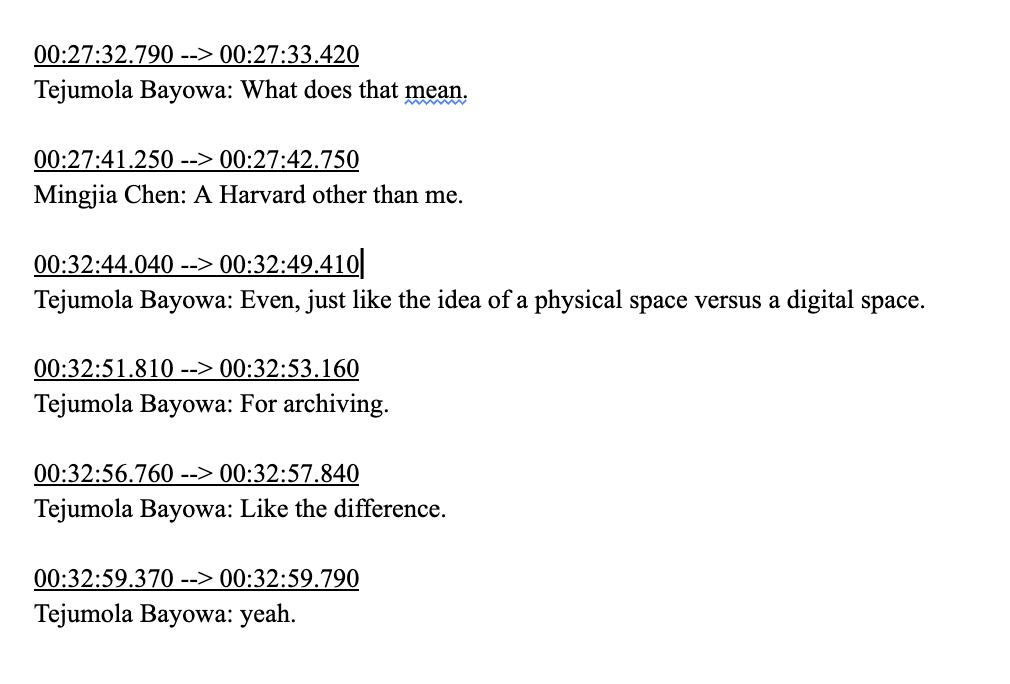 00:27:32.790 --> 00:27:33.420
Tejumola Bayowa: What does that mean.
00:27:41.250 --> 00:27:42.750
Mingjia Chen: A Harvard other than me.
00:32:44.040 --> 00:32:49.410
Tejumola Bayowa: Even, just like the idea of a physical space versus a digital space.
00:32:51.810 --> 00:32:53.160
Tejumola Bayowa: For archiving.
00:32:56.760 --> 00:32:57.840
Tejumola Bayowa: Like the difference.
00:32:59.370 --> 00:32:59.790
Tejumola Bayowa: yeah.